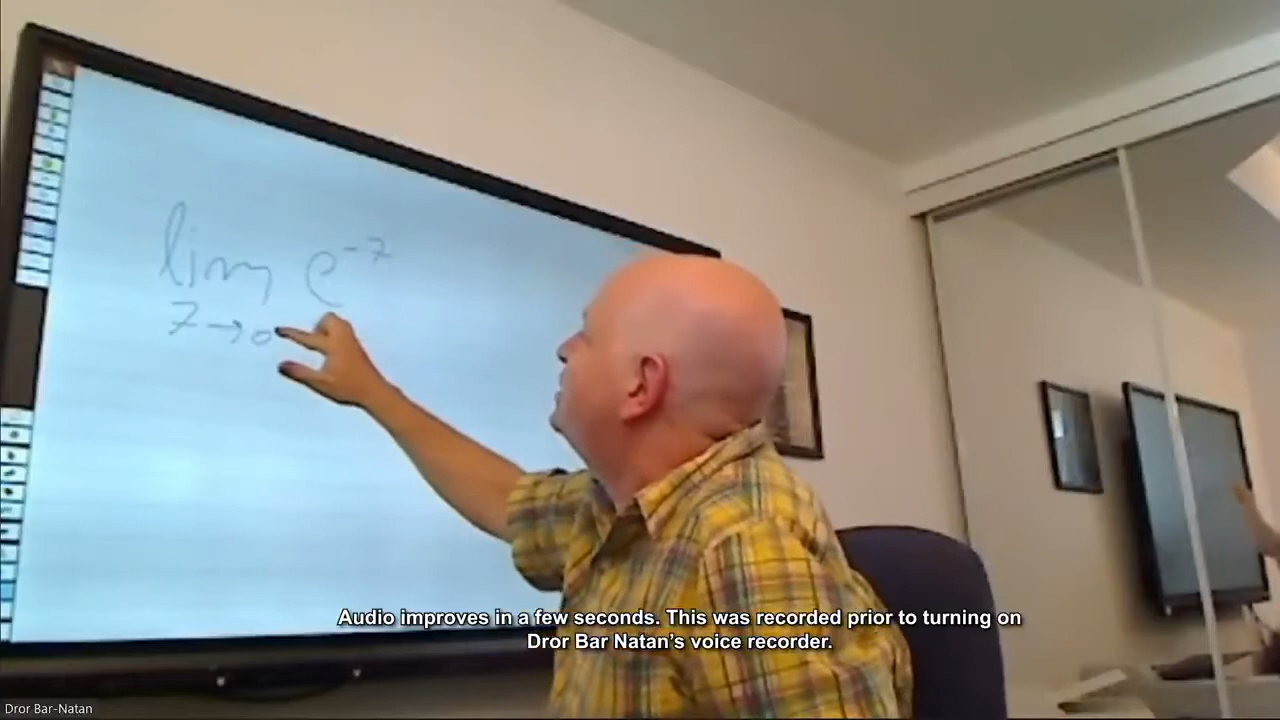 lim e⁻ᶻ
z →
Audio improves in a few seconds. This was recorded prior to turning on
Dror Bar Natan's voice recorder.
Dror Bar-Natan